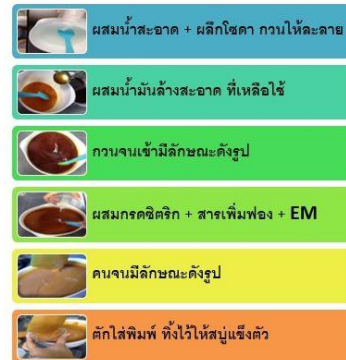 ผสมน้ำสะอาด + ผลึกโซดา กวนให้ละลาย
ผสมน้ำมันล้างสะอาด ที่เหลือใช้
กวนจนเข้ามีลักษณะดังรูป
ผสมกรดซิตริก + สารเพิ่มฟอง + EM
คนจนมีลักษณะดังรูป
ตักใส่พิมพ์ ทิ้งไว้ให้สบู่แข็งตัว